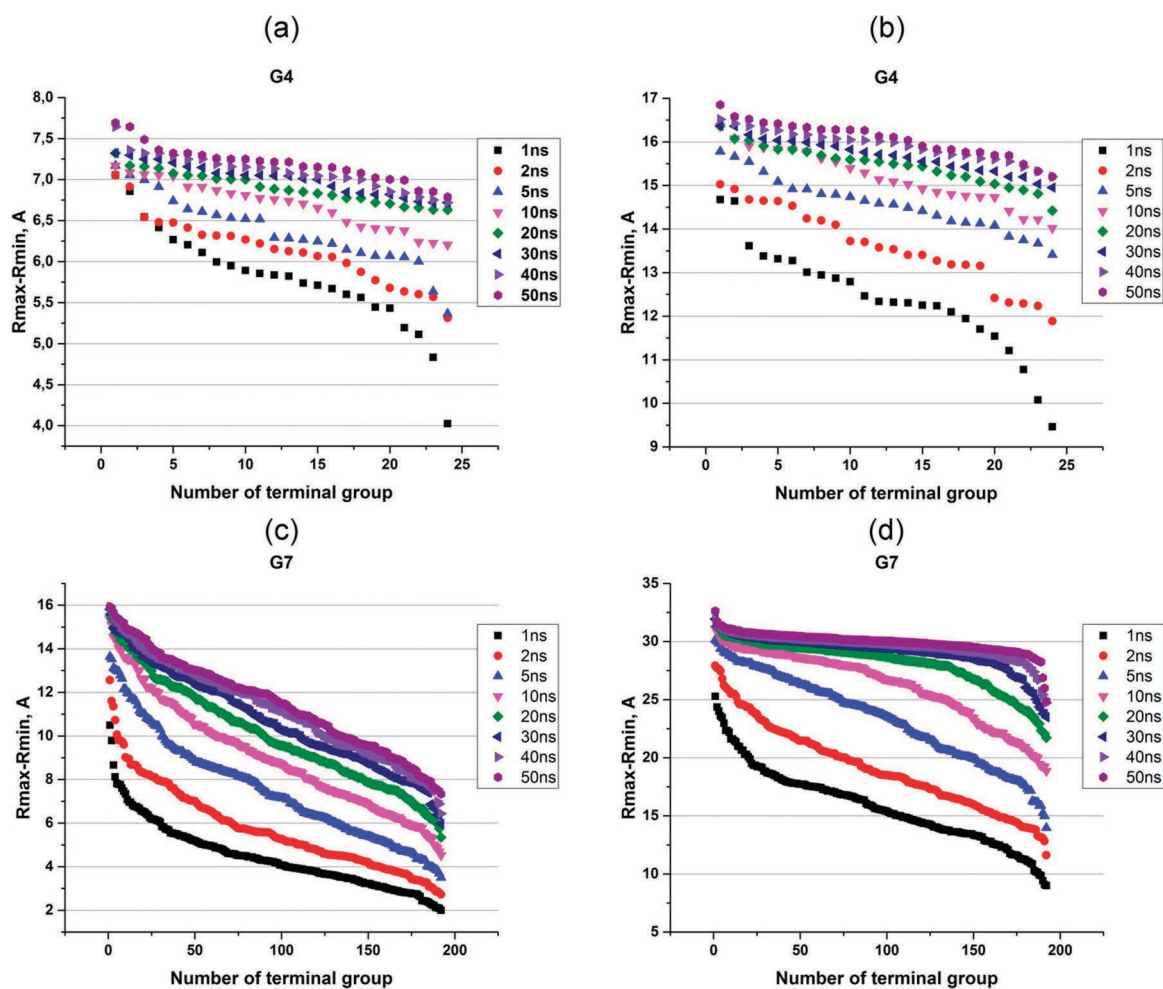 (a)
G4
Rmax-Rmin, A
8,0
7,5
7,0
6,5
6,0
5,5
5,0
4,5
4,0
0 5 10 15 20 25
Number of terminal group
1ns
2ns
5ns
10ns
20ns
30ns
40ns
50ns
(b)
G4
Rmax-Rmin, A
17
16
15
14
13
12
11
10
9
0 5 10 15 20 25
Number of terminal group
1ns
2ns
5ns
10ns
20ns
30ns
40ns
50ns
(c)
G7
Rmax-Rmin, A
16
14
12
10
8
6
4
2
0 50 100 150 200
Number of terminal group
1ns
2ns
5ns
10ns
20ns
30ns
40ns
50ns
(d)
G7
Rmax-Rmin, A
35
30
25
20
15
10
5
0 50 100 150 200
Number of terminal group
1ns
2ns
5ns
10ns
20ns
30ns
40ns
50ns